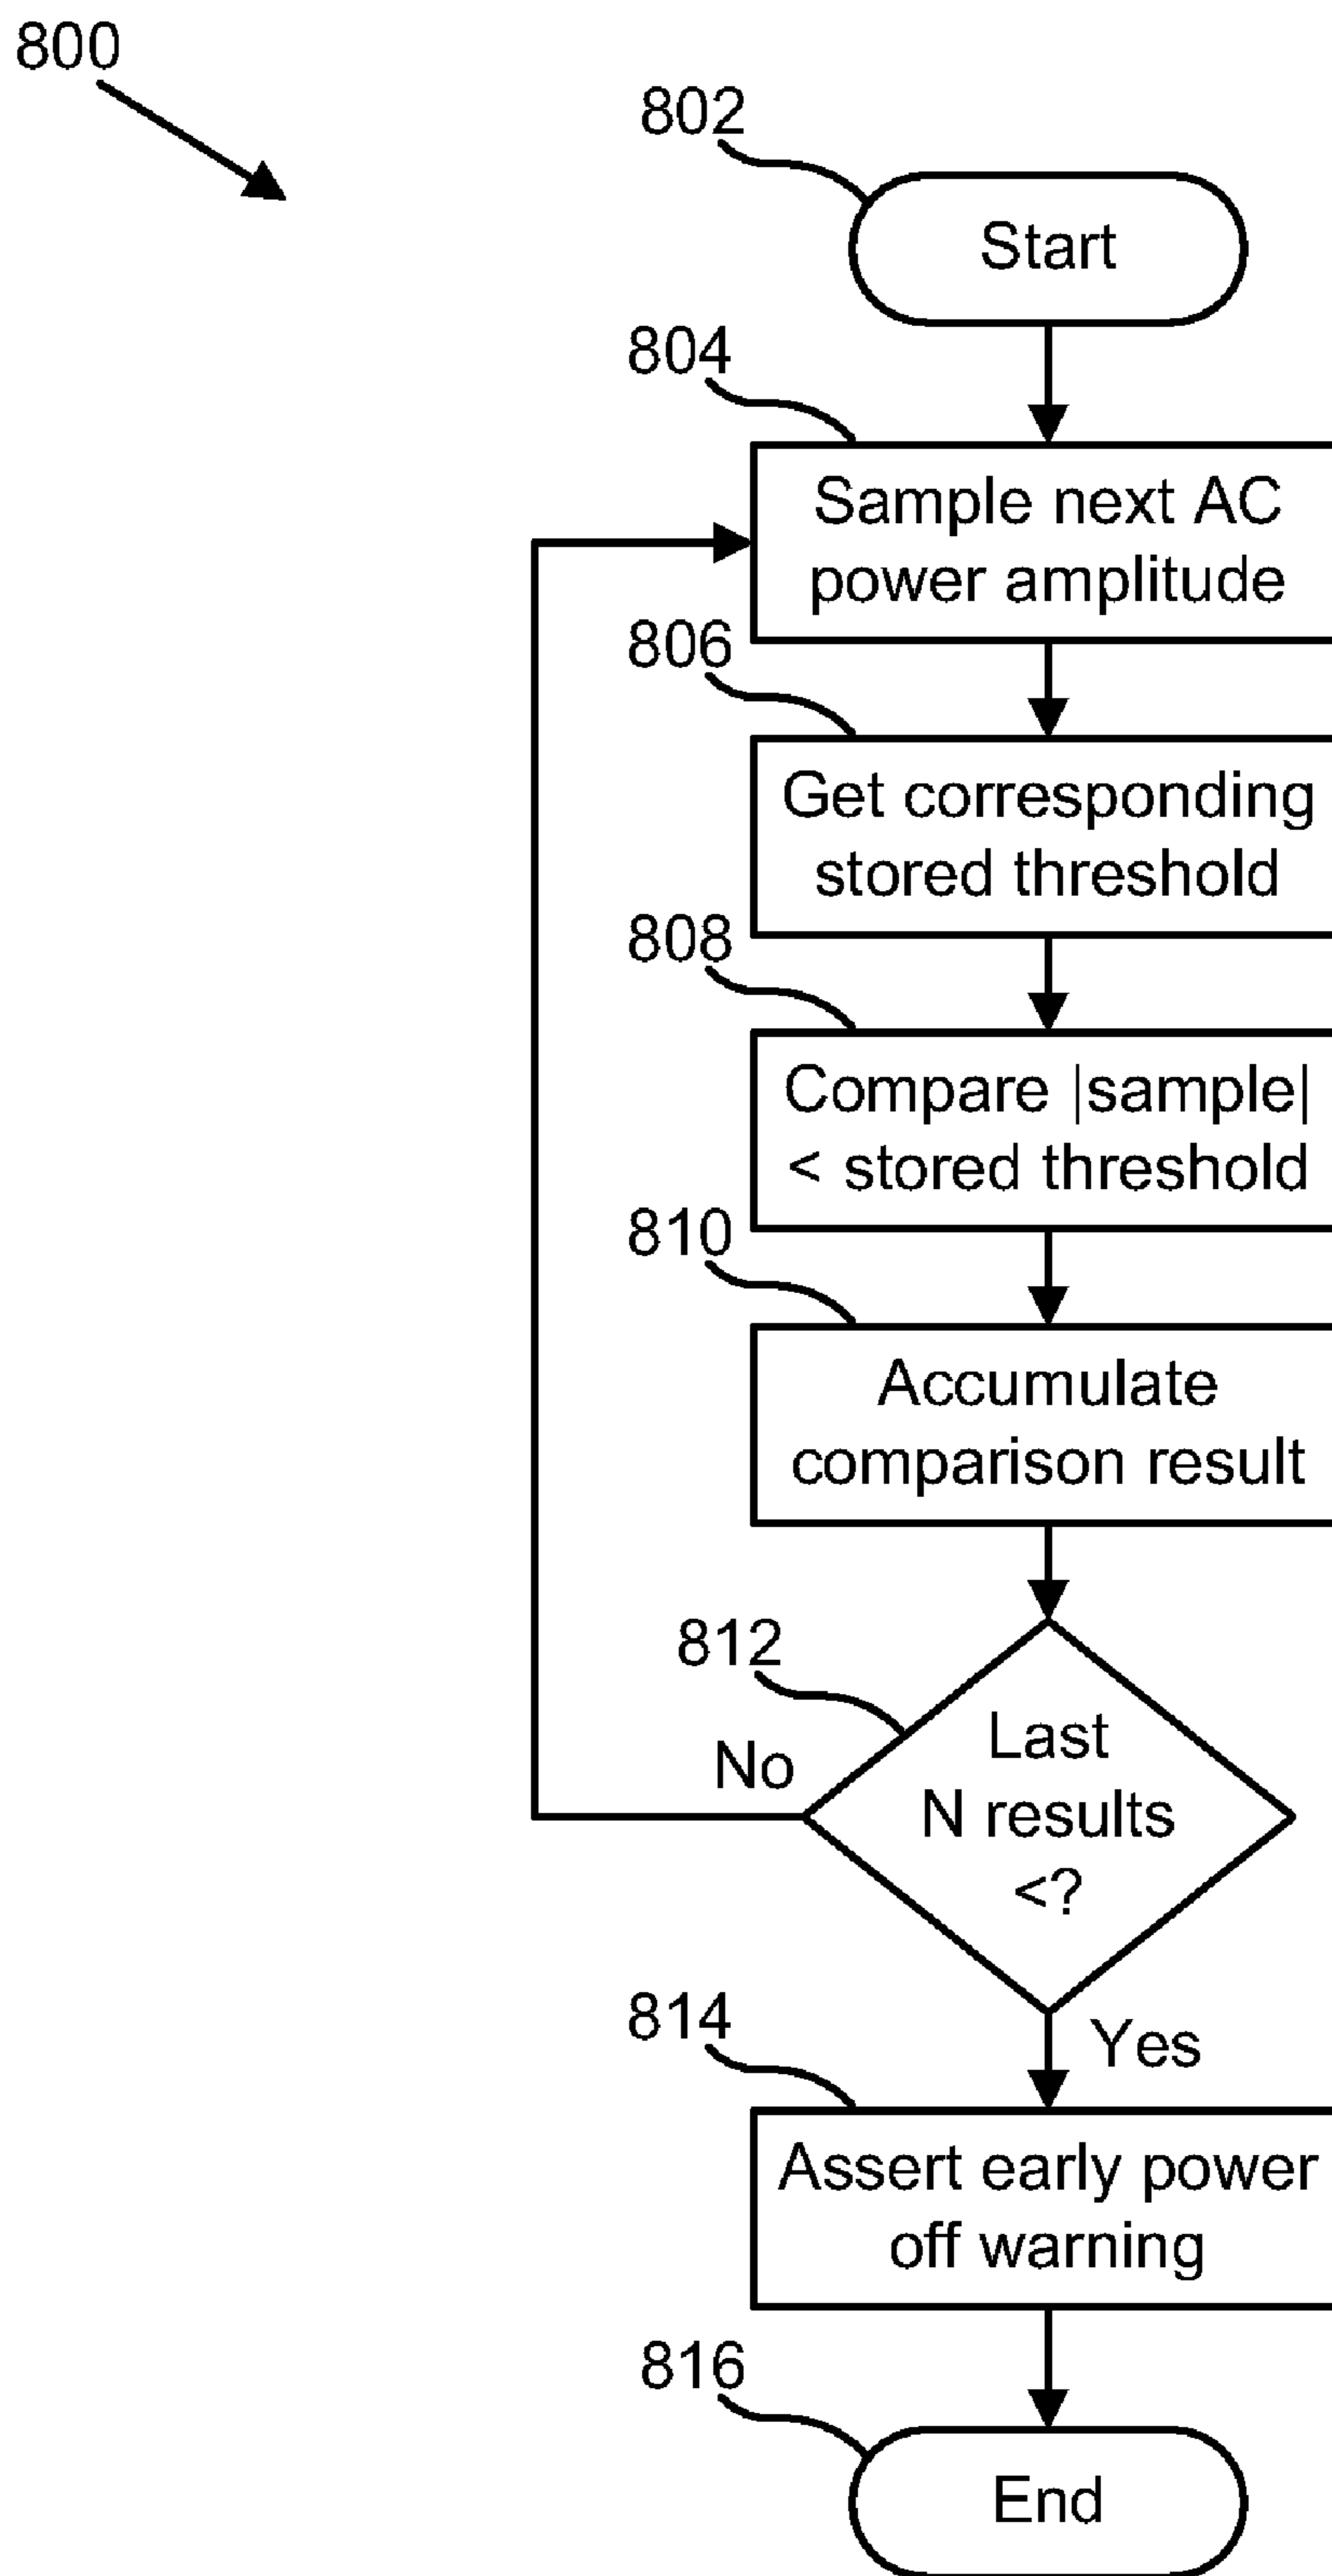 800
802
Start
804
Sample next AC
power amplitude
806
Get corresponding
stored threshold
808
Compare |sample|
< stored threshold
810
Accumulate
comparison result
812
Last
N results
<?
No
Yes
814
Assert early power
off warning
816
End